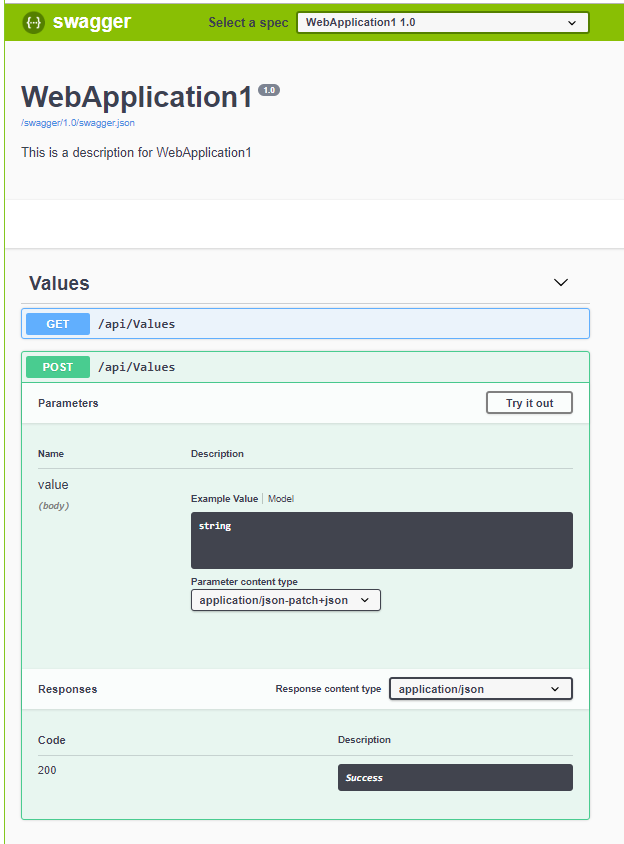 {···} swagger
Select a spec WebApplication1 1.0
WebApplication1 1.0
/swagger/1.0/swagger.json
This is a description for WebApplication1
Values
GET /api/Values
POST /api/Values
Parameters Try it out
Name Description
value
(body)
Example Value Model
string
Parameter content type
application/json-patch+json
Responses Response content type application/json
Code Description
200 Success